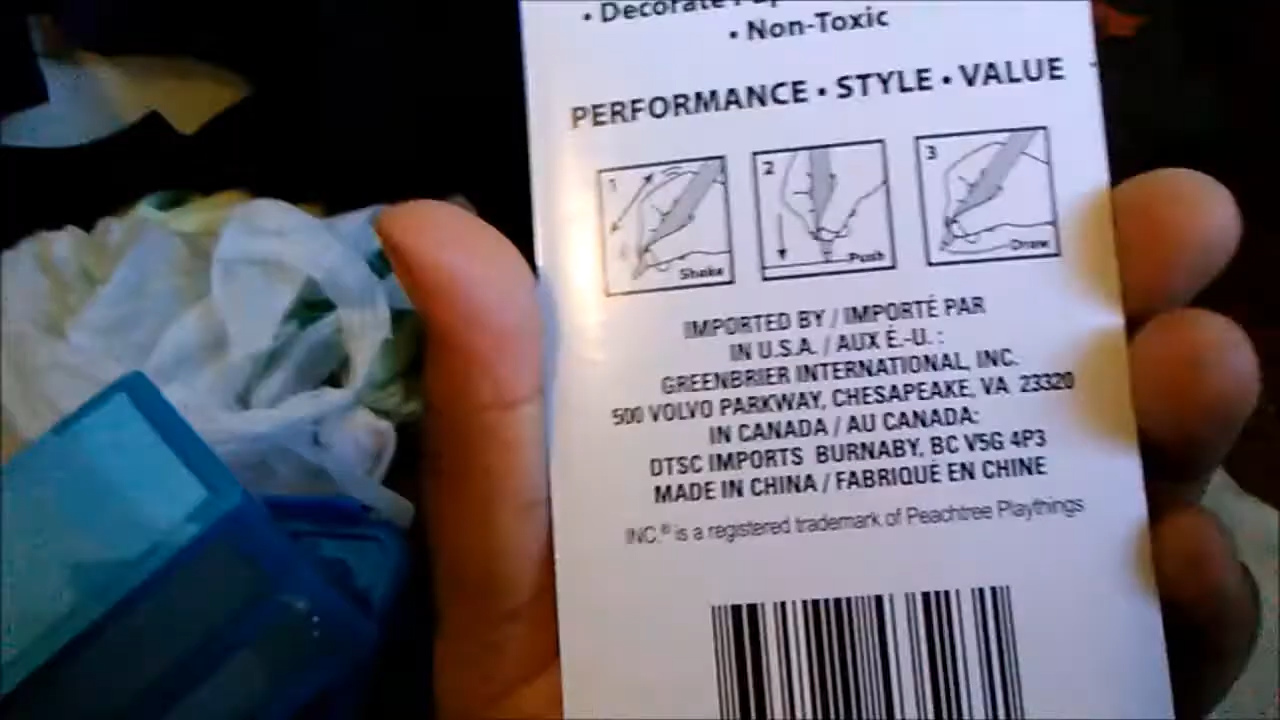 • Decorate
• Non-Toxic
PERFORMANCE • STYLE • VALUE
1
Shake
2
Push
3
Draw
IMPORTED BY / IMPORTÉ PAR
IN U.S.A. / AUX É.-U. :
GREENBRIER INTERNATIONAL, INC.
500 VOLVO PARKWAY, CHESAPEAKE, VA 23320
IN CANADA / AU CANADA:
DTSC IMPORTS BURNABY, BC V5G 4P3
MADE IN CHINA / FABRIQUÉ EN CHINE
INC.® is a registered trademark of Peachtree Playthings